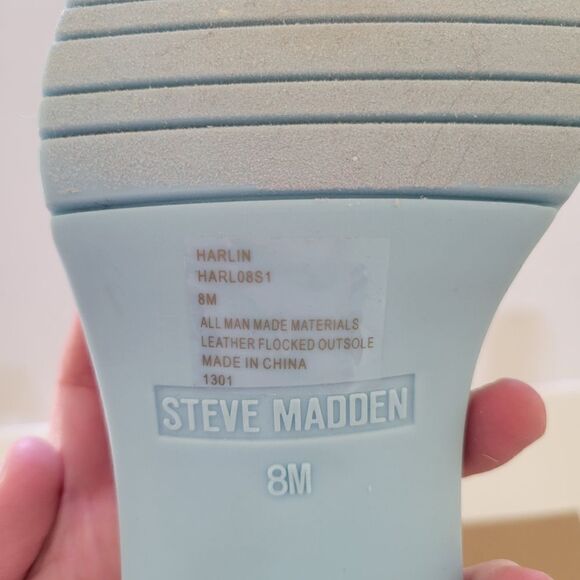 HARLIN
HARL08S1
8M
ALL MAN MADE MATERIALS
LEATHER FLOCKED OUTSOLE
MADE IN CHINA
1301
STEVE MADDEN
8M